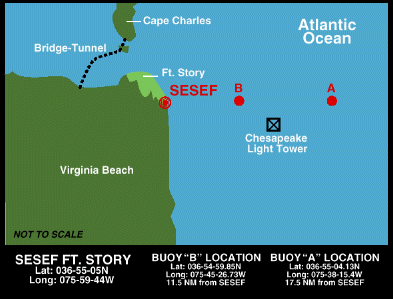 Cape Charles
Atlantic
Ocean
Bridge-Tunnel
Ft. Story
SESEF
B
A
Chesapeake
Light Tower
Virginia Beach
NOT TO SCALE
SESEF FT. STORY
Lat: 036-55-05N
Long: 075-59-44W
BUOY "B" LOCATION
Lat: 036-54-59.85N
Long: 075-45-26.73W
11.5 NM from SESEF
BUOY "A" LOCATION
Lat: 036-55-04.13N
Long: 075-38-15.4W
17.5 NM from SESEF